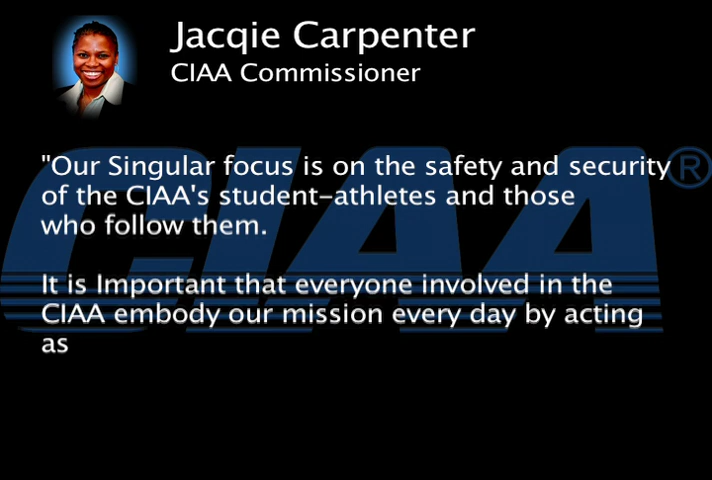 Jacqie Carpenter
CIAA Commissioner
"Our Singular focus is on the safety and security
of the CIAA's student-athletes and those
who follow them.
It is Important that everyone involved in the
CIAA embody our mission every day by acting
as
CIAA®